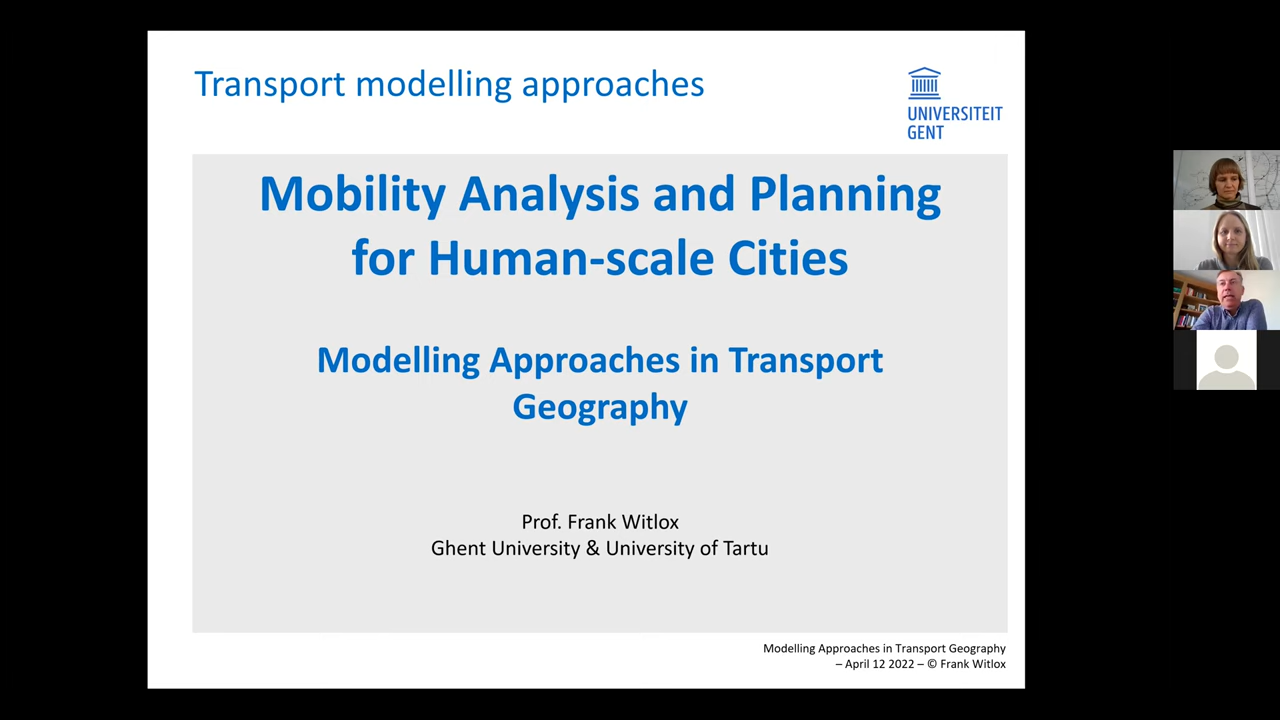 Transport modelling approaches
UNIVERSITEIT
GENT
Mobility Analysis and Planning
for Human-scale Cities
Modelling Approaches in Transport
Geography
Prof. Frank Witlox
Ghent University & University of Tartu
Modelling Approaches in Transport Geography
– April 12 2022 – © Frank Witlox